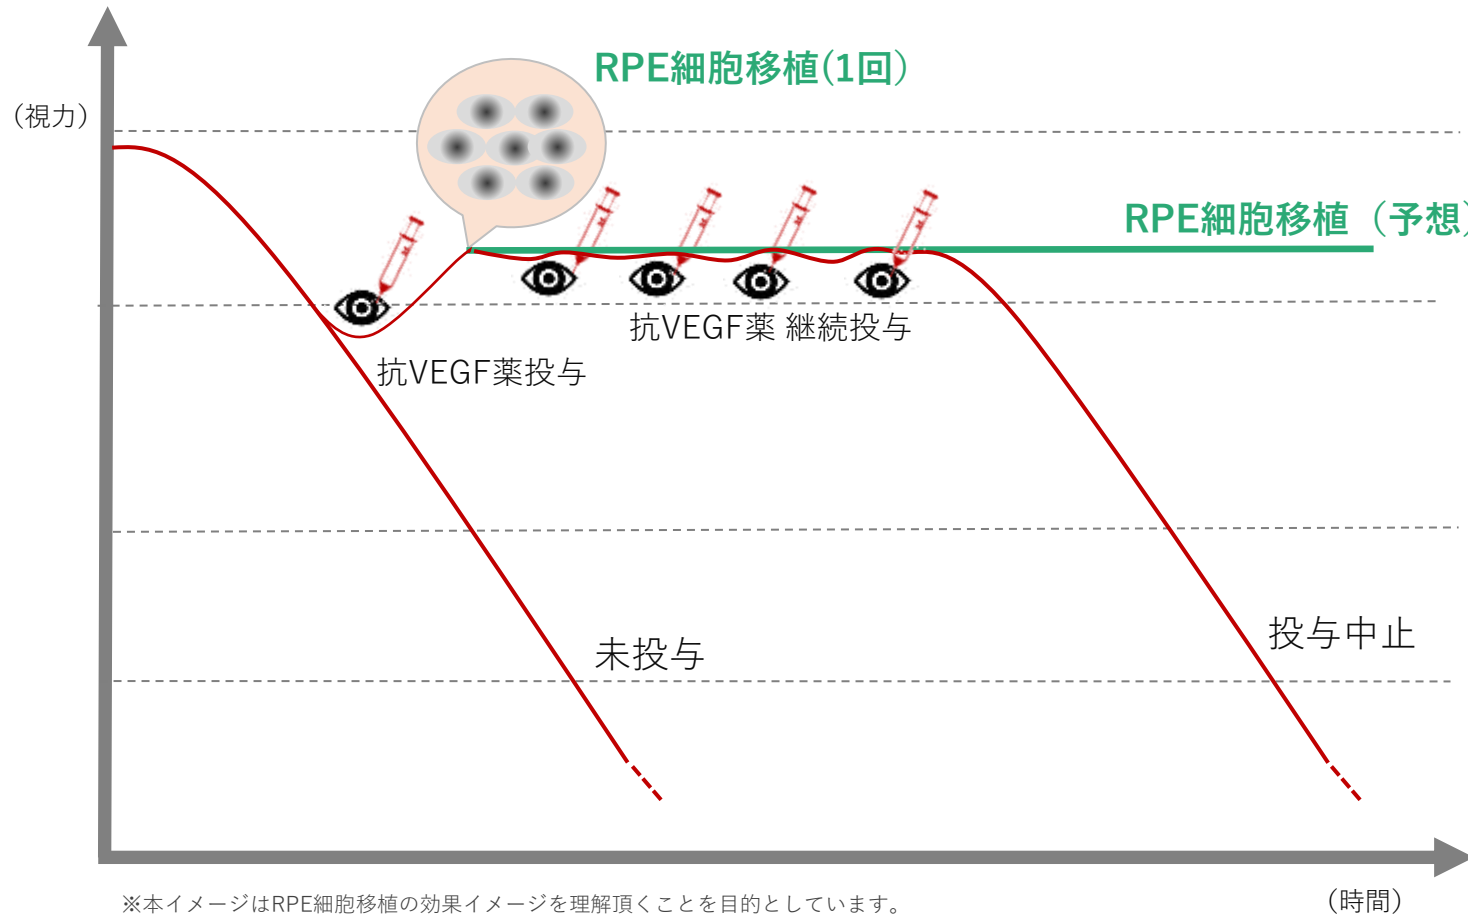 RPE細胞移植(1回)
（視力）
RPE細胞移植（予想）
抗VEGF薬 継続投与
抗VEGF薬投与
未投与
投与中止
（時間）
※本イメージはRPE細胞移植の効果イメージを理解頂くことを目的としています。